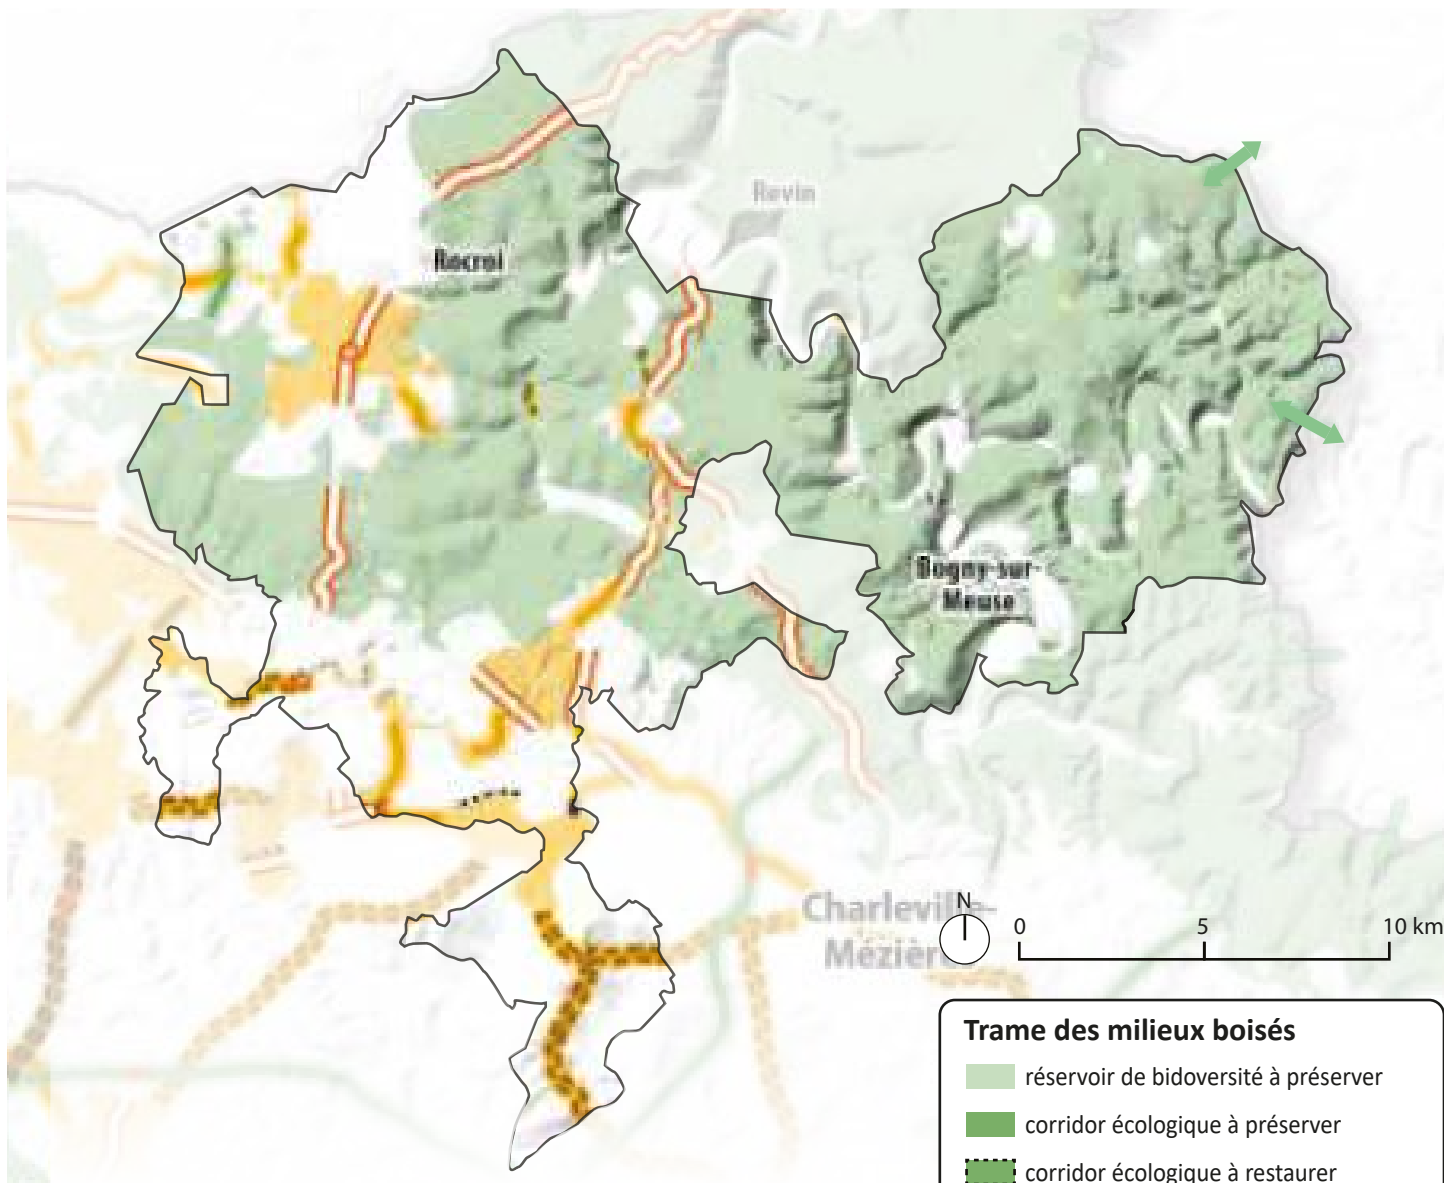 Revin
Rocroi
Bogny-sur-
Meuse
Charleville-
Mézières
N
0 5 10 km
Trame des milieux boisés
réservoir de bidoversité à préserver
corridor écologique à préserver
corridor écologique à restaurer